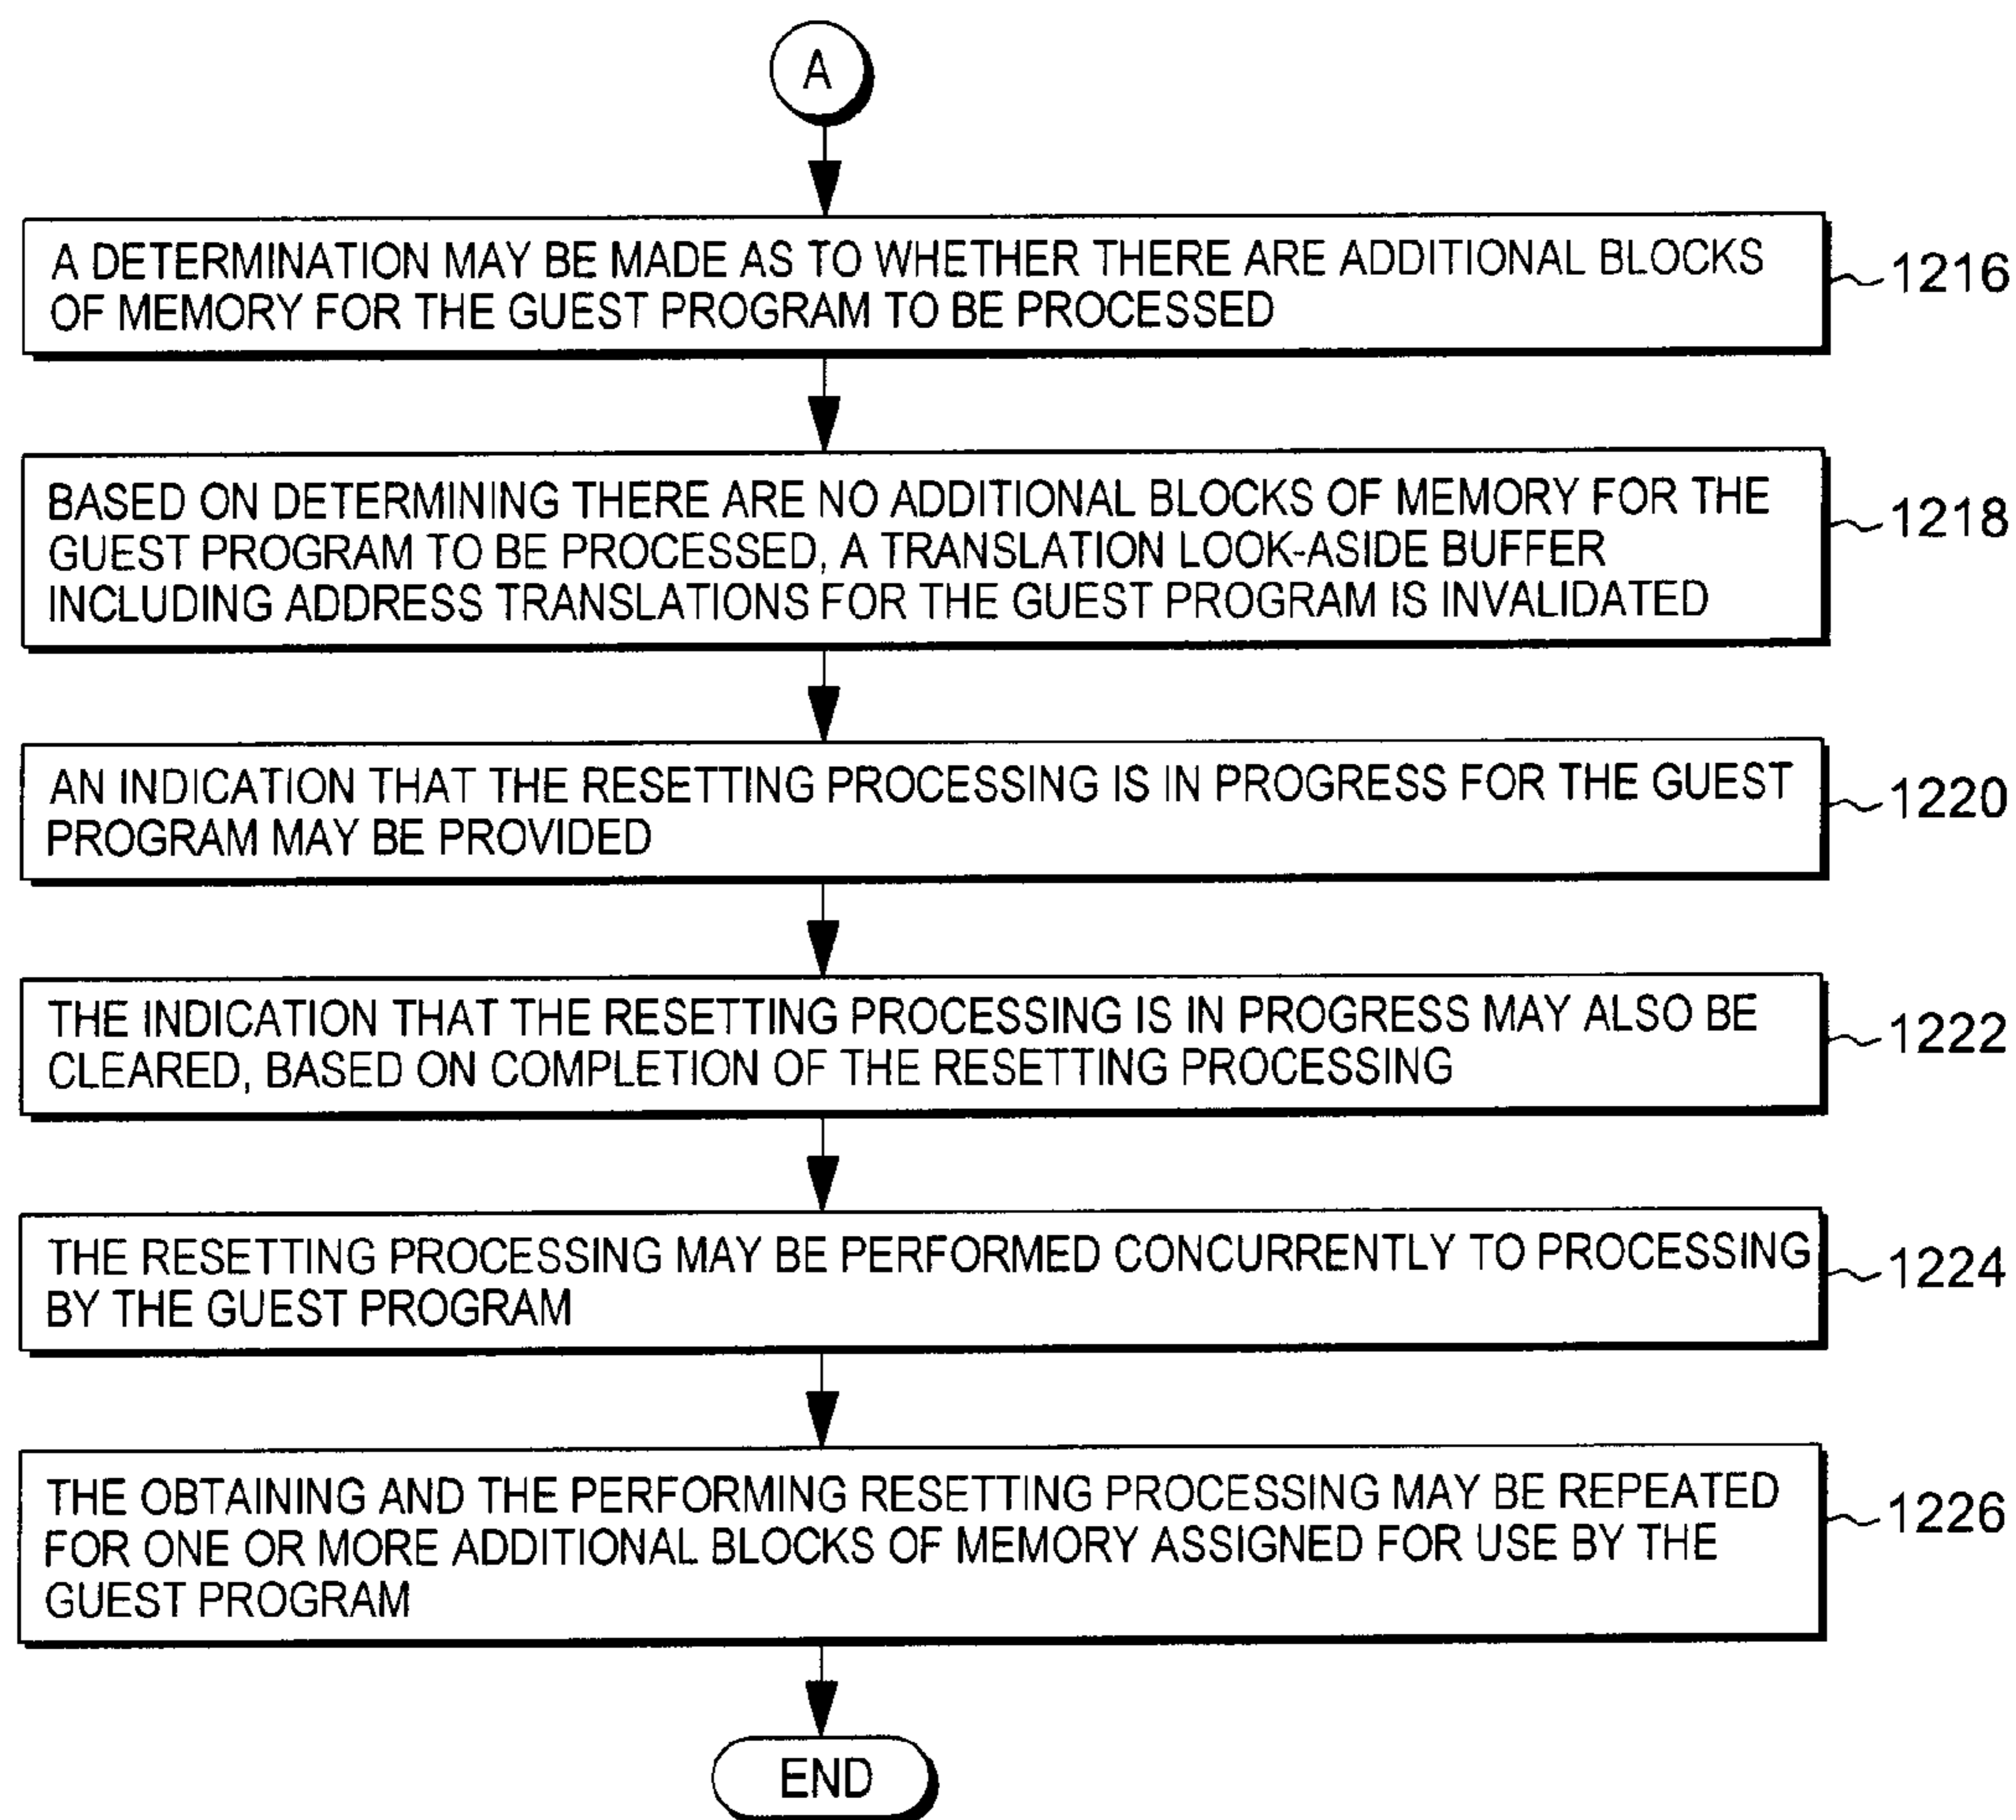 A
A DETERMINATION MAY BE MADE AS TO WHETHER THERE ARE ADDITIONAL BLOCKS
OF MEMORY FOR THE GUEST PROGRAM TO BE PROCESSED
1216
BASED ON DETERMINING THERE ARE NO ADDITIONAL BLOCKS OF MEMORY FOR THE
GUEST PROGRAM TO BE PROCESSED, A TRANSLATION LOOK-ASIDE BUFFER
INCLUDING ADDRESS TRANSLATIONS FOR THE GUEST PROGRAM IS INVALIDATED
1218
AN INDICATION THAT THE RESETTING PROCESSING IS IN PROGRESS FOR THE GUEST
PROGRAM MAY BE PROVIDED
1220
THE INDICATION THAT THE RESETTING PROCESSING IS IN PROGRESS MAY ALSO BE
CLEARED, BASED ON COMPLETION OF THE RESETTING PROCESSING
1222
THE RESETTING PROCESSING MAY BE PERFORMED CONCURRENTLY TO PROCESSING
BY THE GUEST PROGRAM
1224
THE OBTAINING AND THE PERFORMING RESETTING PROCESSING MAY BE REPEATED
FOR ONE OR MORE ADDITIONAL BLOCKS OF MEMORY ASSIGNED FOR USE BY THE
GUEST PROGRAM
1226
END